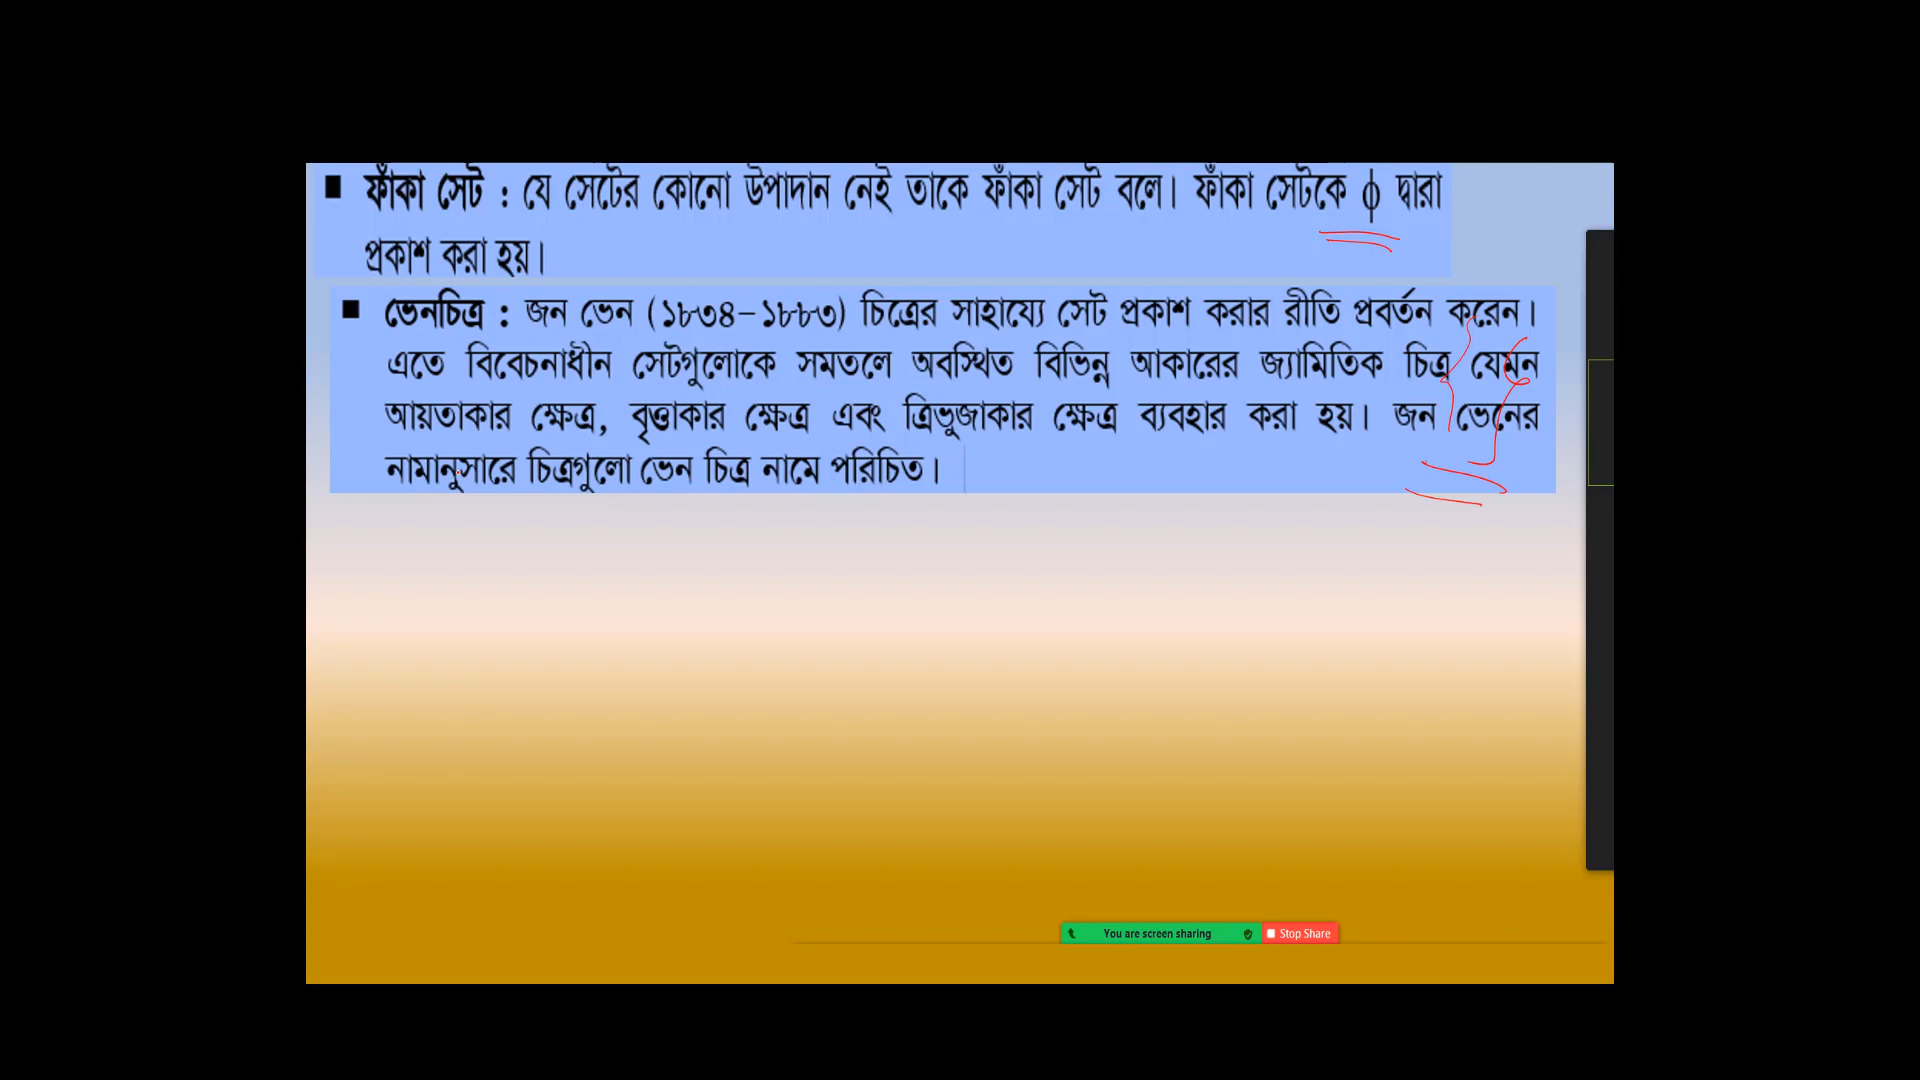 ■ ফাঁকা সেট : যে সেটের কোনো উপাদান নেই তাকে ফাঁকা সেট বলে। ফাঁকা সেটকে ϕ দ্বারা
প্রকাশ করা হয়।
■ ভেনচিত্র : জন ভেন (১৮৩৪–১৮৮৩) চিত্রের সাহায্যে সেট প্রকাশ করার রীতি প্রবর্তন করেন।
এতে বিবেচনাধীন সেটগুলোকে সমতলে অবস্থিত বিভিন্ন আকারের জ্যামিতিক চিত্র যেমন
আয়তাকার ক্ষেত্র, বৃত্তাকার ক্ষেত্র এবং ত্রিভুজাকার ক্ষেত্র ব্যবহার করা হয়। জন ভেনের
নামানুসারে চিত্রগুলো ভেন চিত্র নামে পরিচিত।
You are screen sharing Stop Share